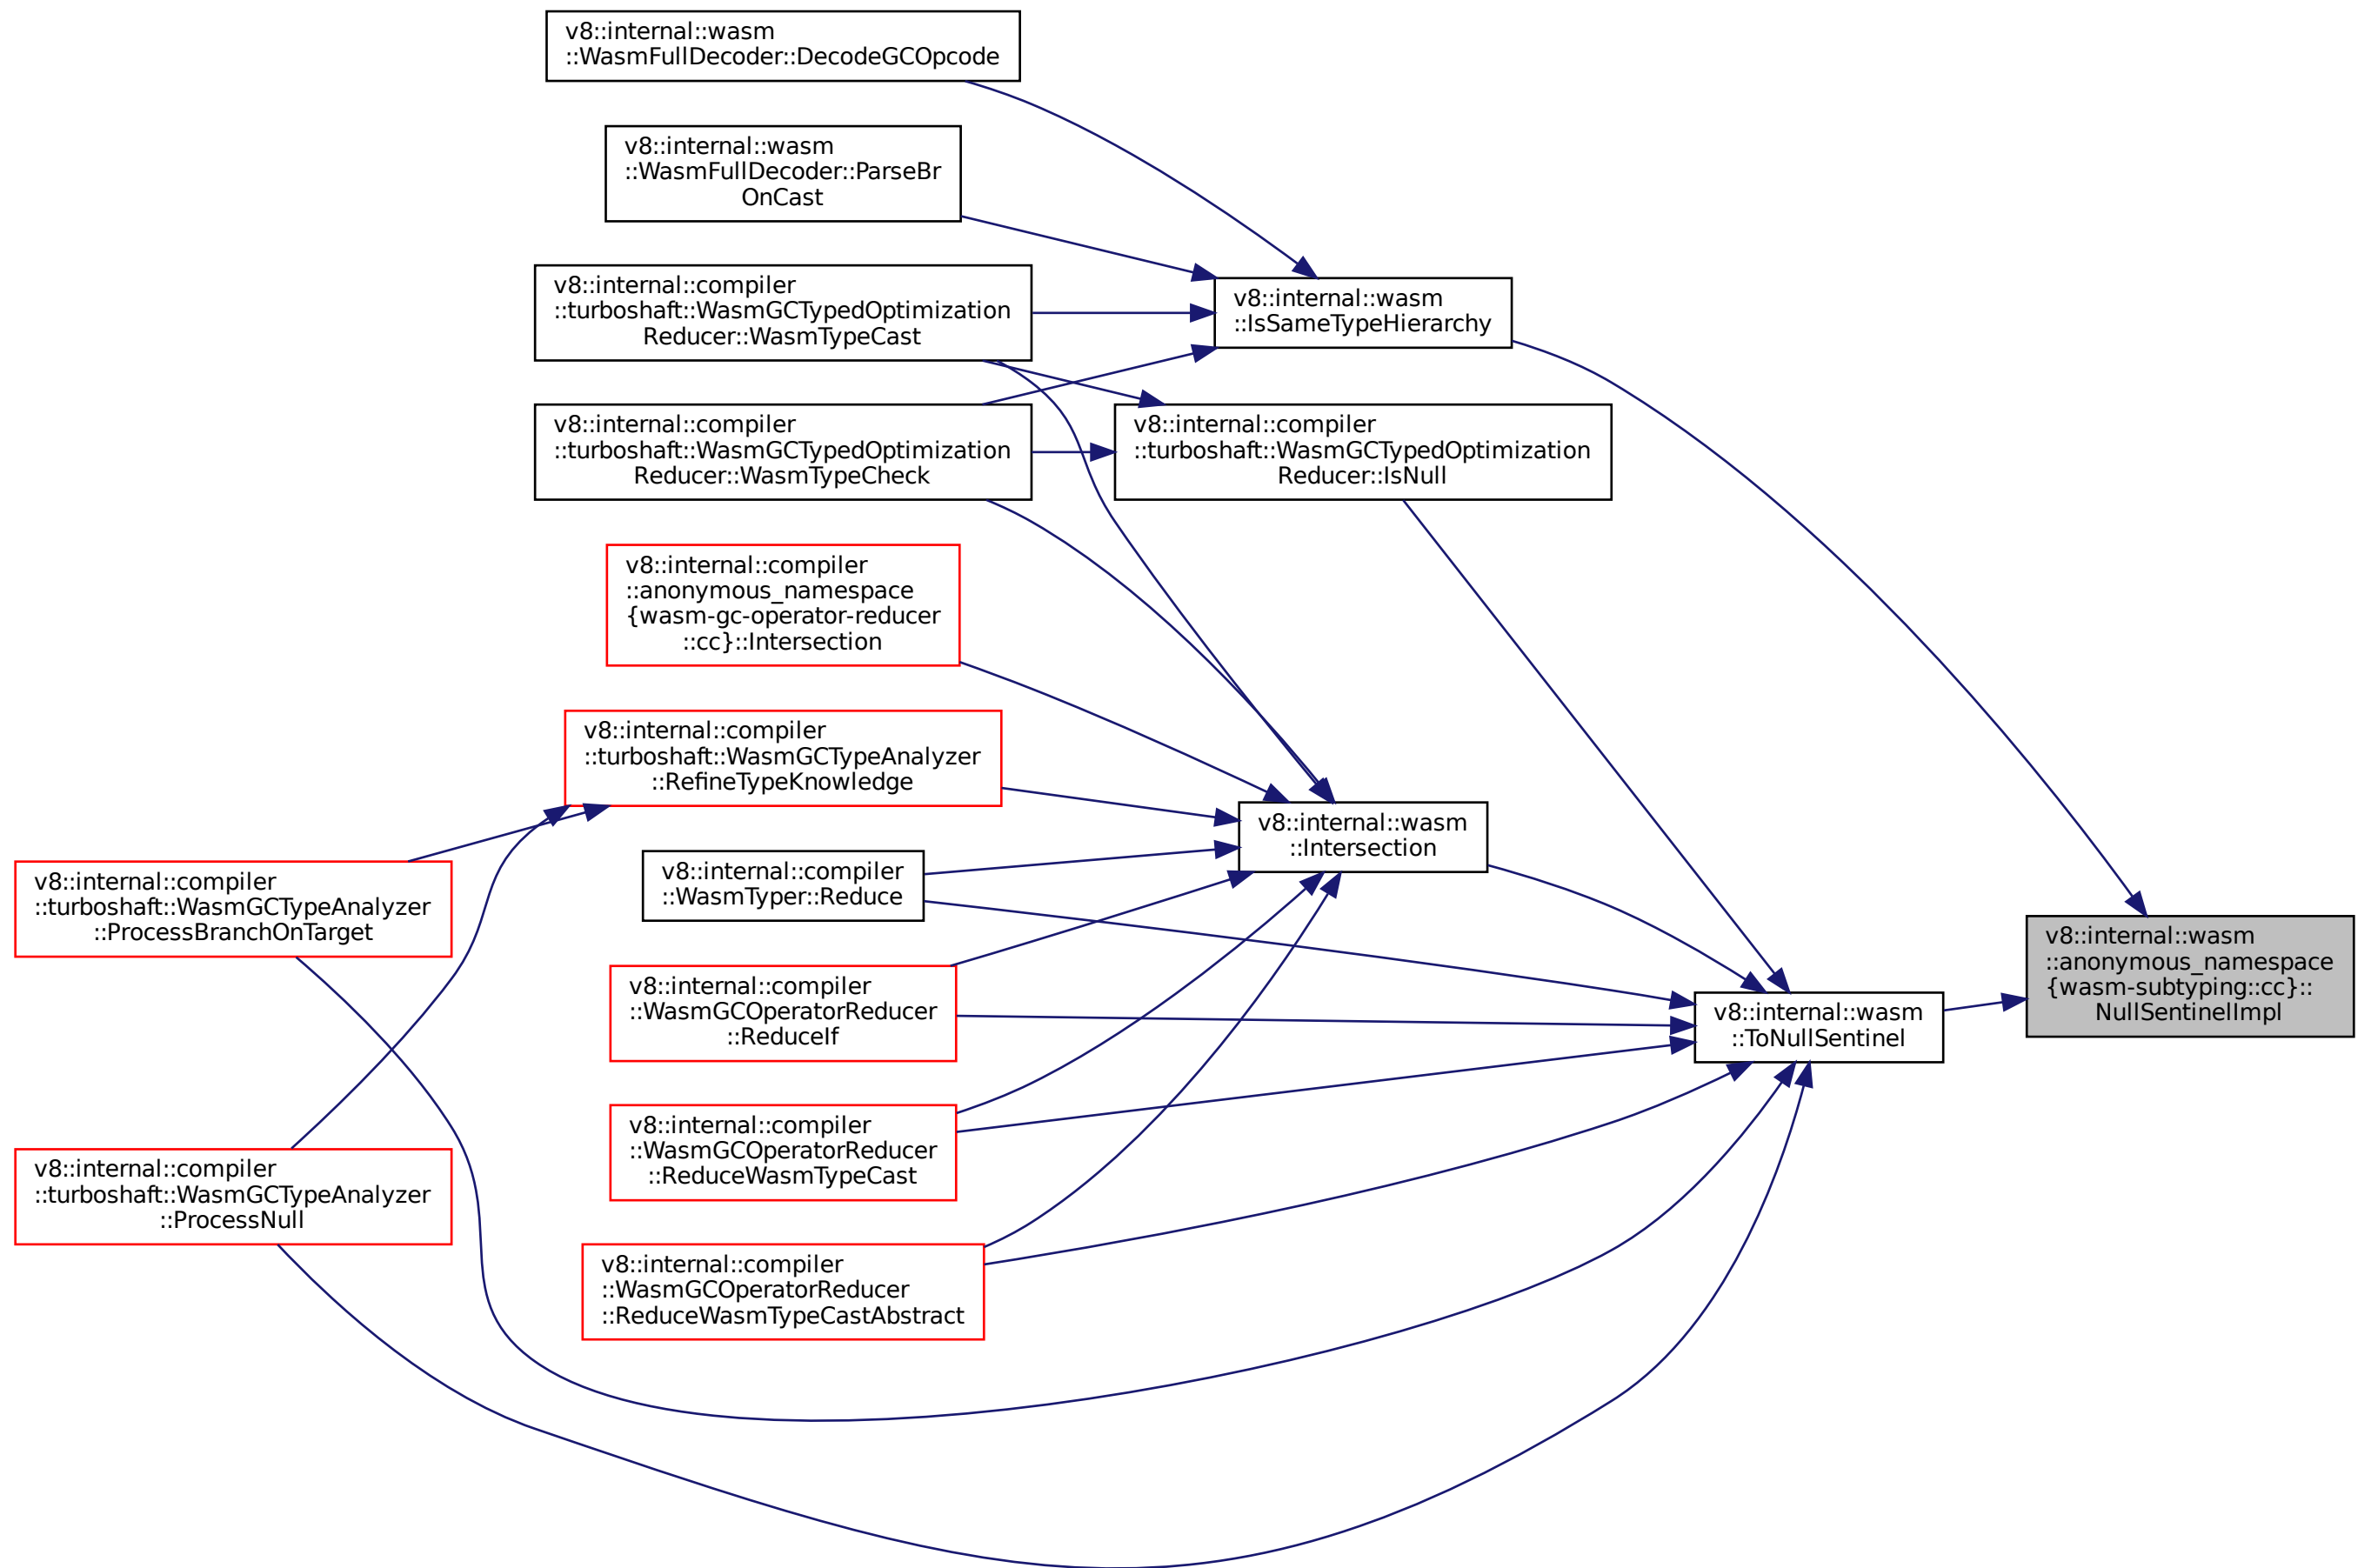 v8::internal::wasm
::WasmFullDecoder::DecodeGCOpcode
v8::internal::wasm
::WasmFullDecoder::ParseBr
OnCast
v8::internal::compiler
::turboshaft::WasmGCTypedOptimization
Reducer::WasmTypeCast
v8::internal::wasm
::IsSameTypeHierarchy
v8::internal::compiler
::turboshaft::WasmGCTypedOptimization
Reducer::WasmTypeCheck
v8::internal::compiler
::turboshaft::WasmGCTypedOptimization
Reducer::IsNull
v8::internal::compiler
::anonymous_namespace
{wasm-gc-operator-reducer
::cc}::Intersection
v8::internal::compiler
::turboshaft::WasmGCTypeAnalyzer
::RefineTypeKnowledge
v8::internal::wasm
::Intersection
v8::internal::compiler
::WasmTyper::Reduce
v8::internal::compiler
::turboshaft::WasmGCTypeAnalyzer
::ProcessBranchOnTarget
v8::internal::wasm
::anonymous_namespace
{wasm-subtyping::cc}::
NullSentinelImpl
v8::internal::compiler
::WasmGCOperatorReducer
::ReduceIf
v8::internal::wasm
::ToNullSentinel
v8::internal::compiler
::WasmGCOperatorReducer
::ReduceWasmTypeCast
v8::internal::compiler
::turboshaft::WasmGCTypeAnalyzer
::ProcessNull
v8::internal::compiler
::WasmGCOperatorReducer
::ReduceWasmTypeCastAbstract